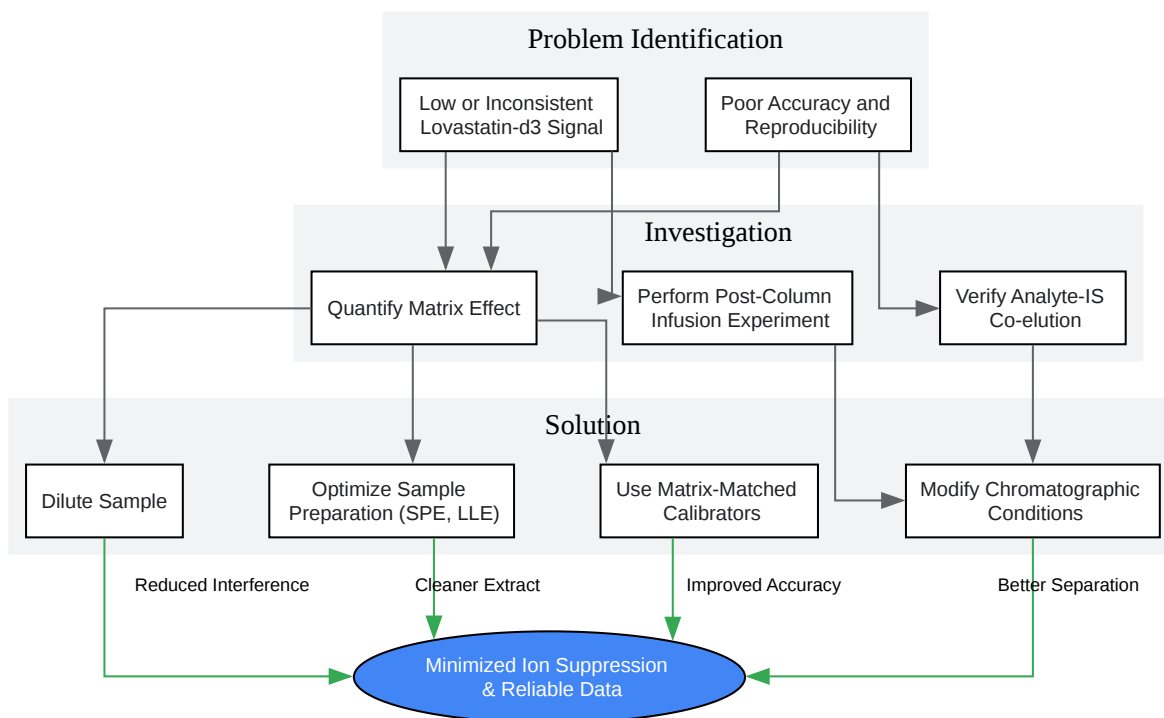 Problem Identification
Low or Inconsistent
Lovastatin-d3 Signal
Poor Accuracy and
Reproducibility
Investigation
Quantify Matrix Effect
Perform Post-Column
Infusion Experiment
Verify Analyte-IS
Co-elution
Solution
Dilute Sample
Optimize Sample
Preparation (SPE, LLE)
Use Matrix-Matched
Calibrators
Modify Chromatographic
Conditions
Reduced Interference
Cleaner Extract
Improved Accuracy
Better Separation
Minimized Ion Suppression
& Reliable Data